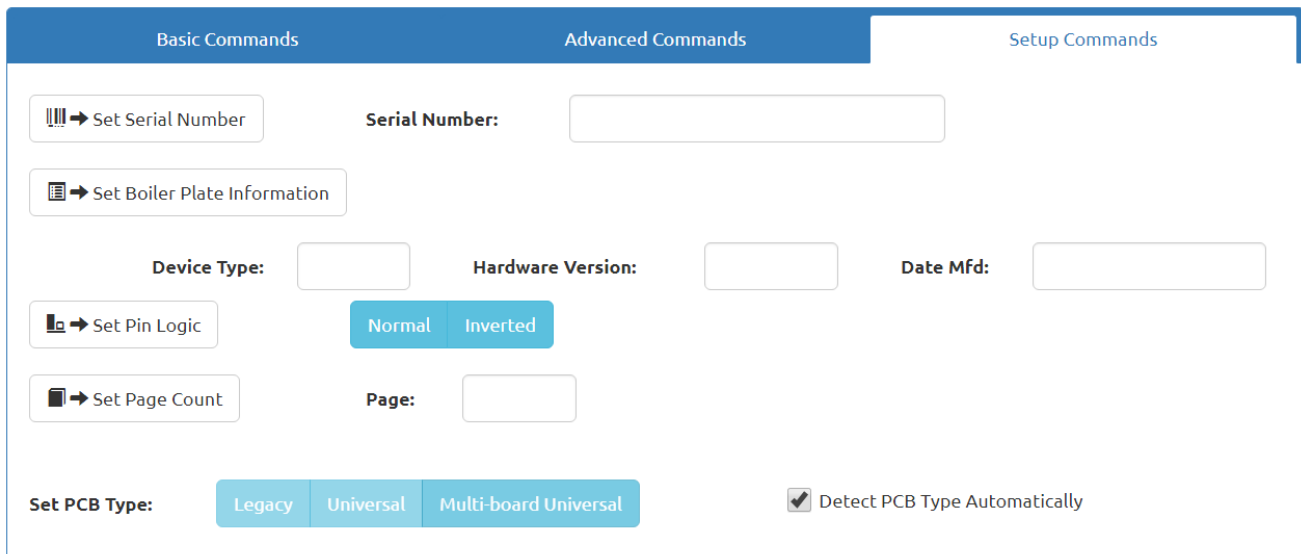 Basic Commands Advanced Commands Setup Commands
Set Serial Number Serial Number:
Set Boiler Plate Information
Device Type: Hardware Version: Date Mfd:
Set Pin Logic Normal Inverted
Set Page Count Page:
Set PCB Type: Legacy Universal Multi-board Universal Detect PCB Type Automatically